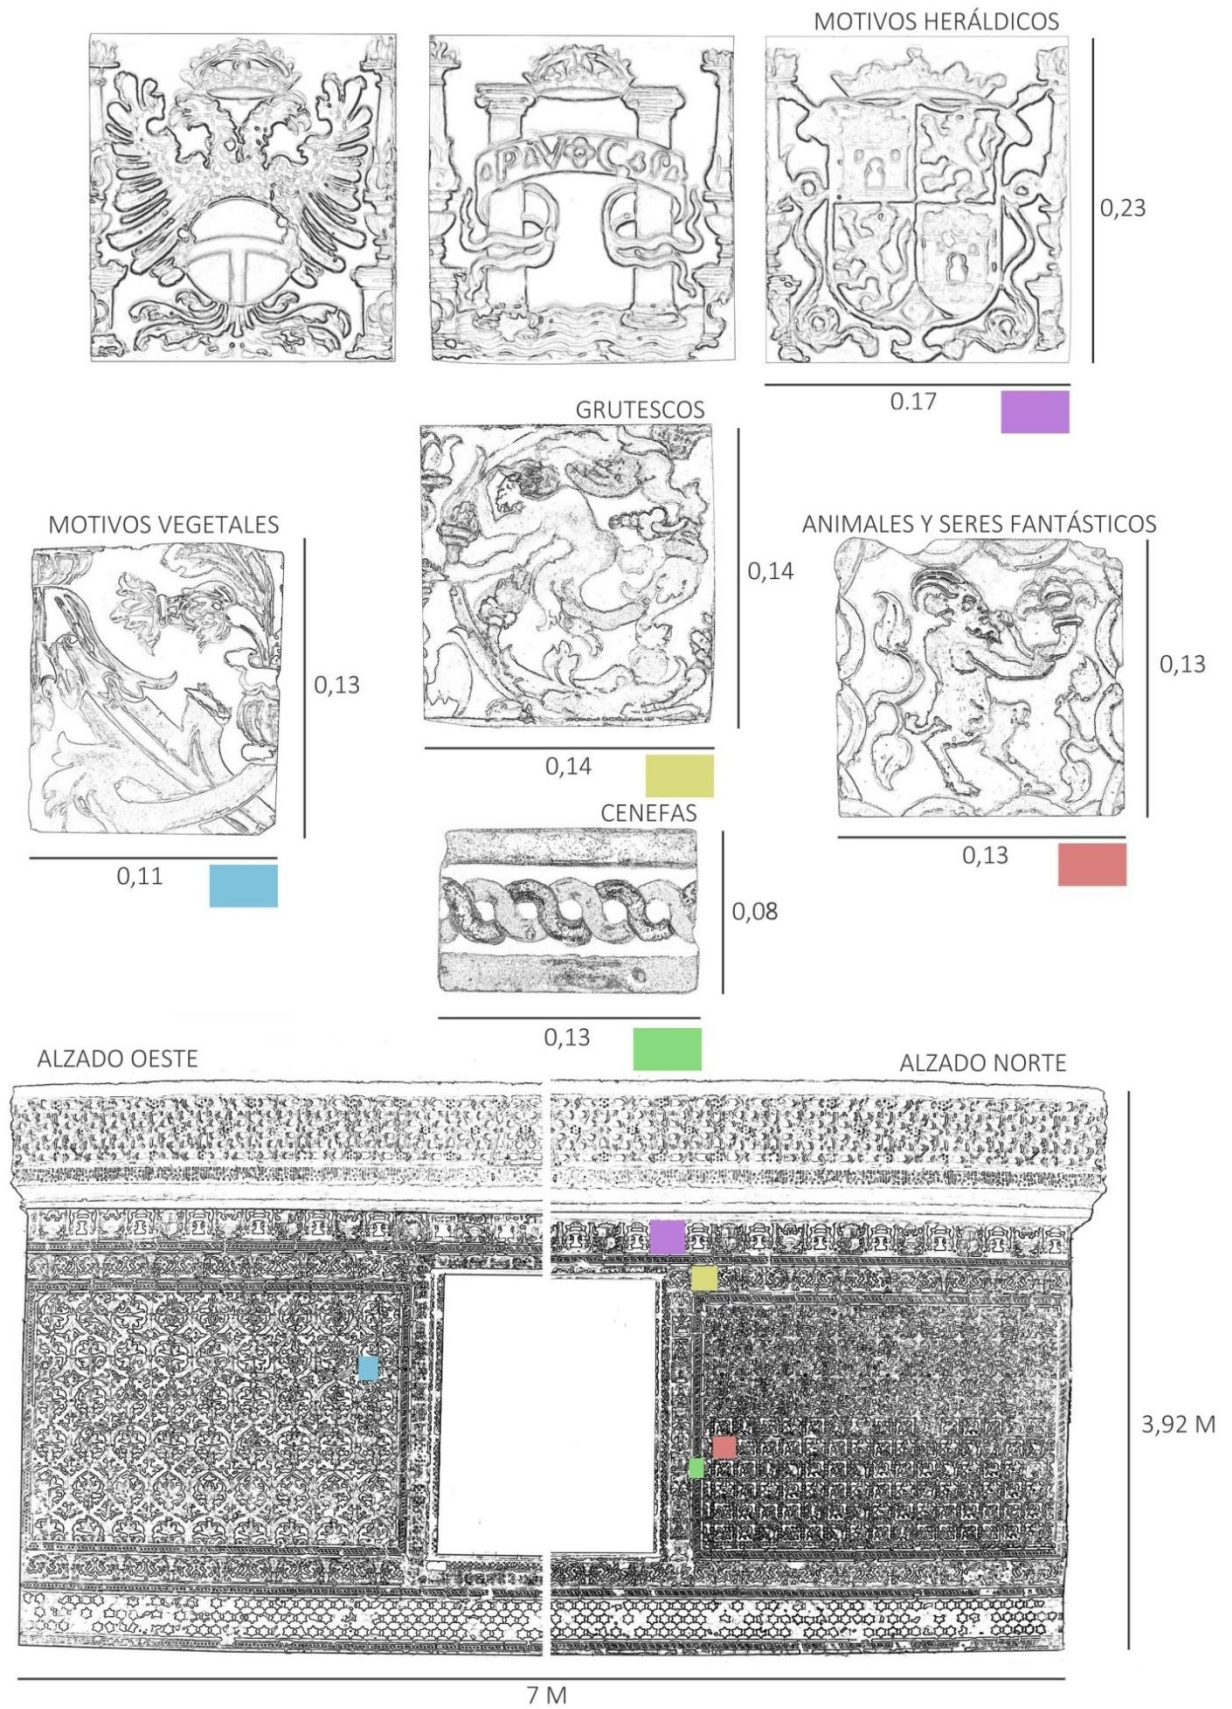 MOTIVOS HERÁLDICOS
PVCA
0,23
0.17
GRUTESCOS
MOTIVOS VEGETALES
ANIMALES Y SERES FANTÁSTICOS
0,14
0,13
0,13
0,14
CENEFAS
0,11
0,13
0,08
0,13
ALZADO OESTE
ALZADO NORTE
3,92 M
7 M